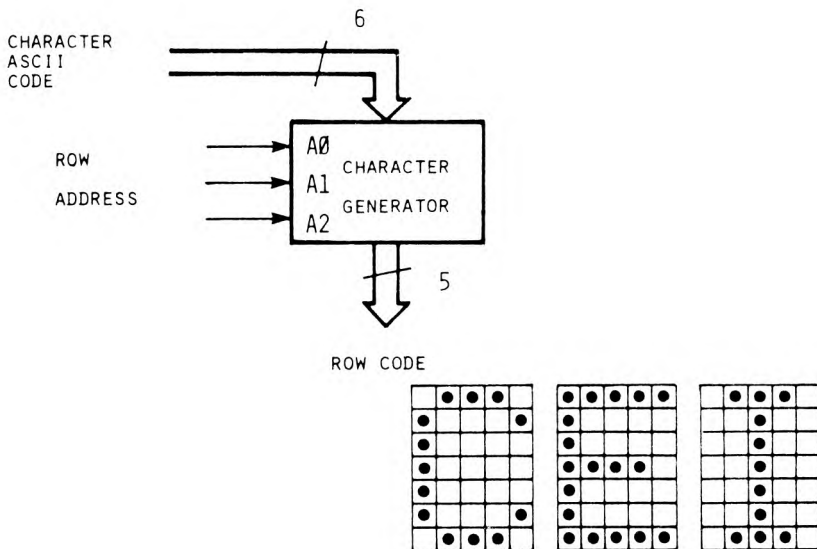 6
CHARACTER
ASCII
CODE
ROW
ADDRESS
AØ
A1
A2
CHARACTER
GENERATOR
5
ROW CODE